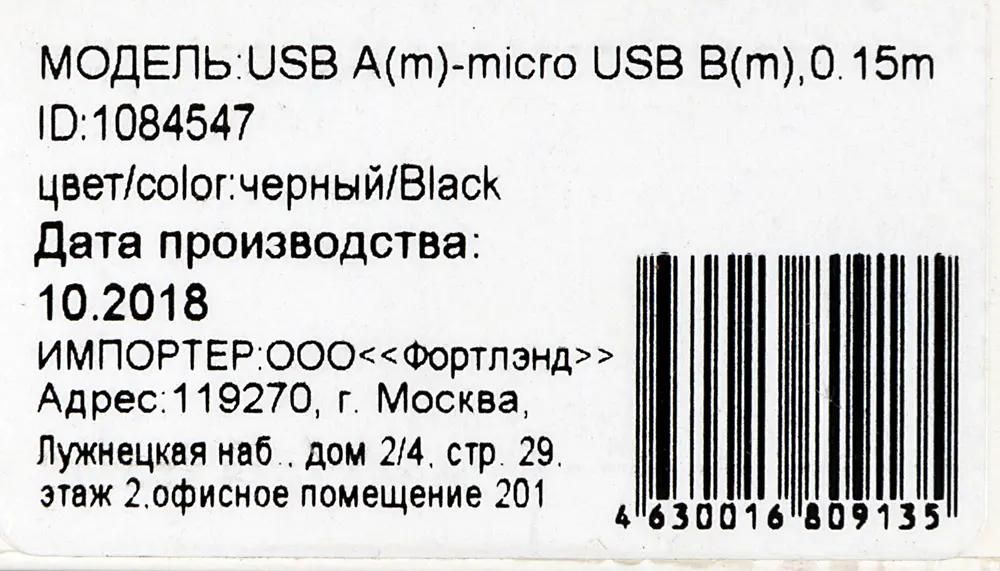 МОДЕЛЬ:USB A(m)-micro USB B(m),0.15m
ID:1084547
цвет/color:черный/Black
Дата производства:
10.2018
ИМПОРТЕР:ООО<<Фортлэнд>>
Адрес:119270, г. Москва,
Лужнецкая наб., дом 2/4, стр. 29,
этаж 2,офисное помещение 201
4 630016 809135